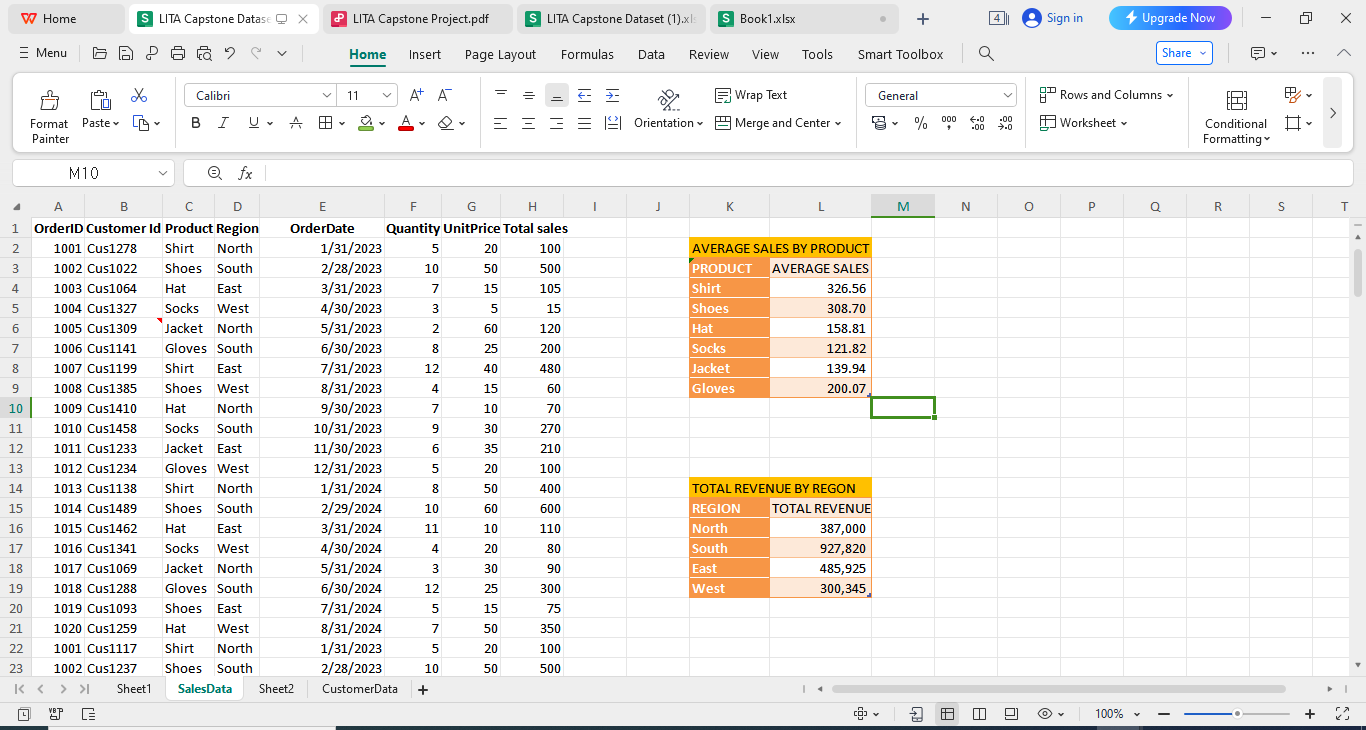 Home LITA Capstone Datase LITA Capstone Project.pdf LITA Capstone Dataset (1).xls Book1.xlsx Sign in Upgrade Now
Menu Home Insert Page Layout Formulas Data Review View Tools Smart Toolbox Share
Format Painter Paste Calibri 11 Wrap Text General Rows and Columns
B I U A A Orientation Merge and Center % 000 Worksheet Conditional Formatting
M10 fx
A B C D E F G H I J K L M N O P Q R S T
1 OrderID Customer Id Product Region OrderDate Quantity UnitPrice Total sales
2 1001 Cus1278 Shirt North 1/31/2023 5 20 100 AVERAGE SALES BY PRODUCT
3 1002 Cus1022 Shoes South 2/28/2023 10 50 500 PRODUCT AVERAGE SALES
4 1003 Cus1064 Hat East 3/31/2023 7 15 105 Shirt 326.56
5 1004 Cus1327 Socks West 4/30/2023 3 5 15 Shoes 308.70
6 1005 Cus1309 Jacket North 5/31/2023 2 60 120 Hat 158.81
7 1006 Cus1141 Gloves South 6/30/2023 8 25 200 Socks 121.82
8 1007 Cus1199 Shirt East 7/31/2023 12 40 480 Jacket 139.94
9 1008 Cus1385 Shoes West 8/31/2023 4 15 60 Gloves 200.07
10 1009 Cus1410 Hat North 9/30/2023 7 10 70
11 1010 Cus1458 Socks South 10/31/2023 9 30 270
12 1011 Cus1233 Jacket East 11/30/2023 6 35 210
13 1012 Cus1234 Gloves West 12/31/2023 5 20 100
14 1013 Cus1138 Shirt North 1/31/2024 8 50 400 TOTAL REVENUE BY REGON
15 1014 Cus1489 Shoes South 2/29/2024 10 60 600 REGION TOTAL REVENUE
16 1015 Cus1462 Hat East 3/31/2024 11 10 110 North 387,000
17 1016 Cus1341 Socks West 4/30/2024 4 20 80 South 927,820
18 1017 Cus1069 Jacket North 5/31/2024 3 30 90 East 485,925
19 1018 Cus1288 Gloves South 6/30/2024 12 25 300 West 300,345
20 1019 Cus1093 Shoes East 7/31/2024 5 15 75
21 1020 Cus1259 Hat West 8/31/2024 7 50 350
22 1001 Cus1117 Shirt North 1/31/2023 5 20 100
23 1002 Cus1237 Shoes South 2/28/2023 10 50 500
Sheet1 SalesData Sheet2 CustomerData
100%